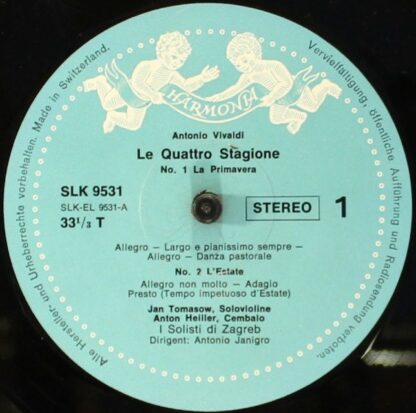 Alle Hersteller- und Urheberrechte vorbehalten. Made in Switzerland.
Vervielfältigung, öffentliche Aufführung und Radiosendung verboten.
HARMONIA
Antonio Vivaldi
Le Quattro Stagione
No. 1 La Primavera
SLK 9531
SLK-EL 9531-A
33 1/3 T
STEREO 1
Allegro – Largo e pianissimo sempre –
Allegro – Danza pastorale
No. 2 L'Estate
Allegro non molto – Adagio
Presto (Tempo impetuoso d'Estate)
Jan Tomasow, Solovioline
Anton Heiller, Cembalo
I Solisti di Zagreb
Dirigent: Antonio Janigro